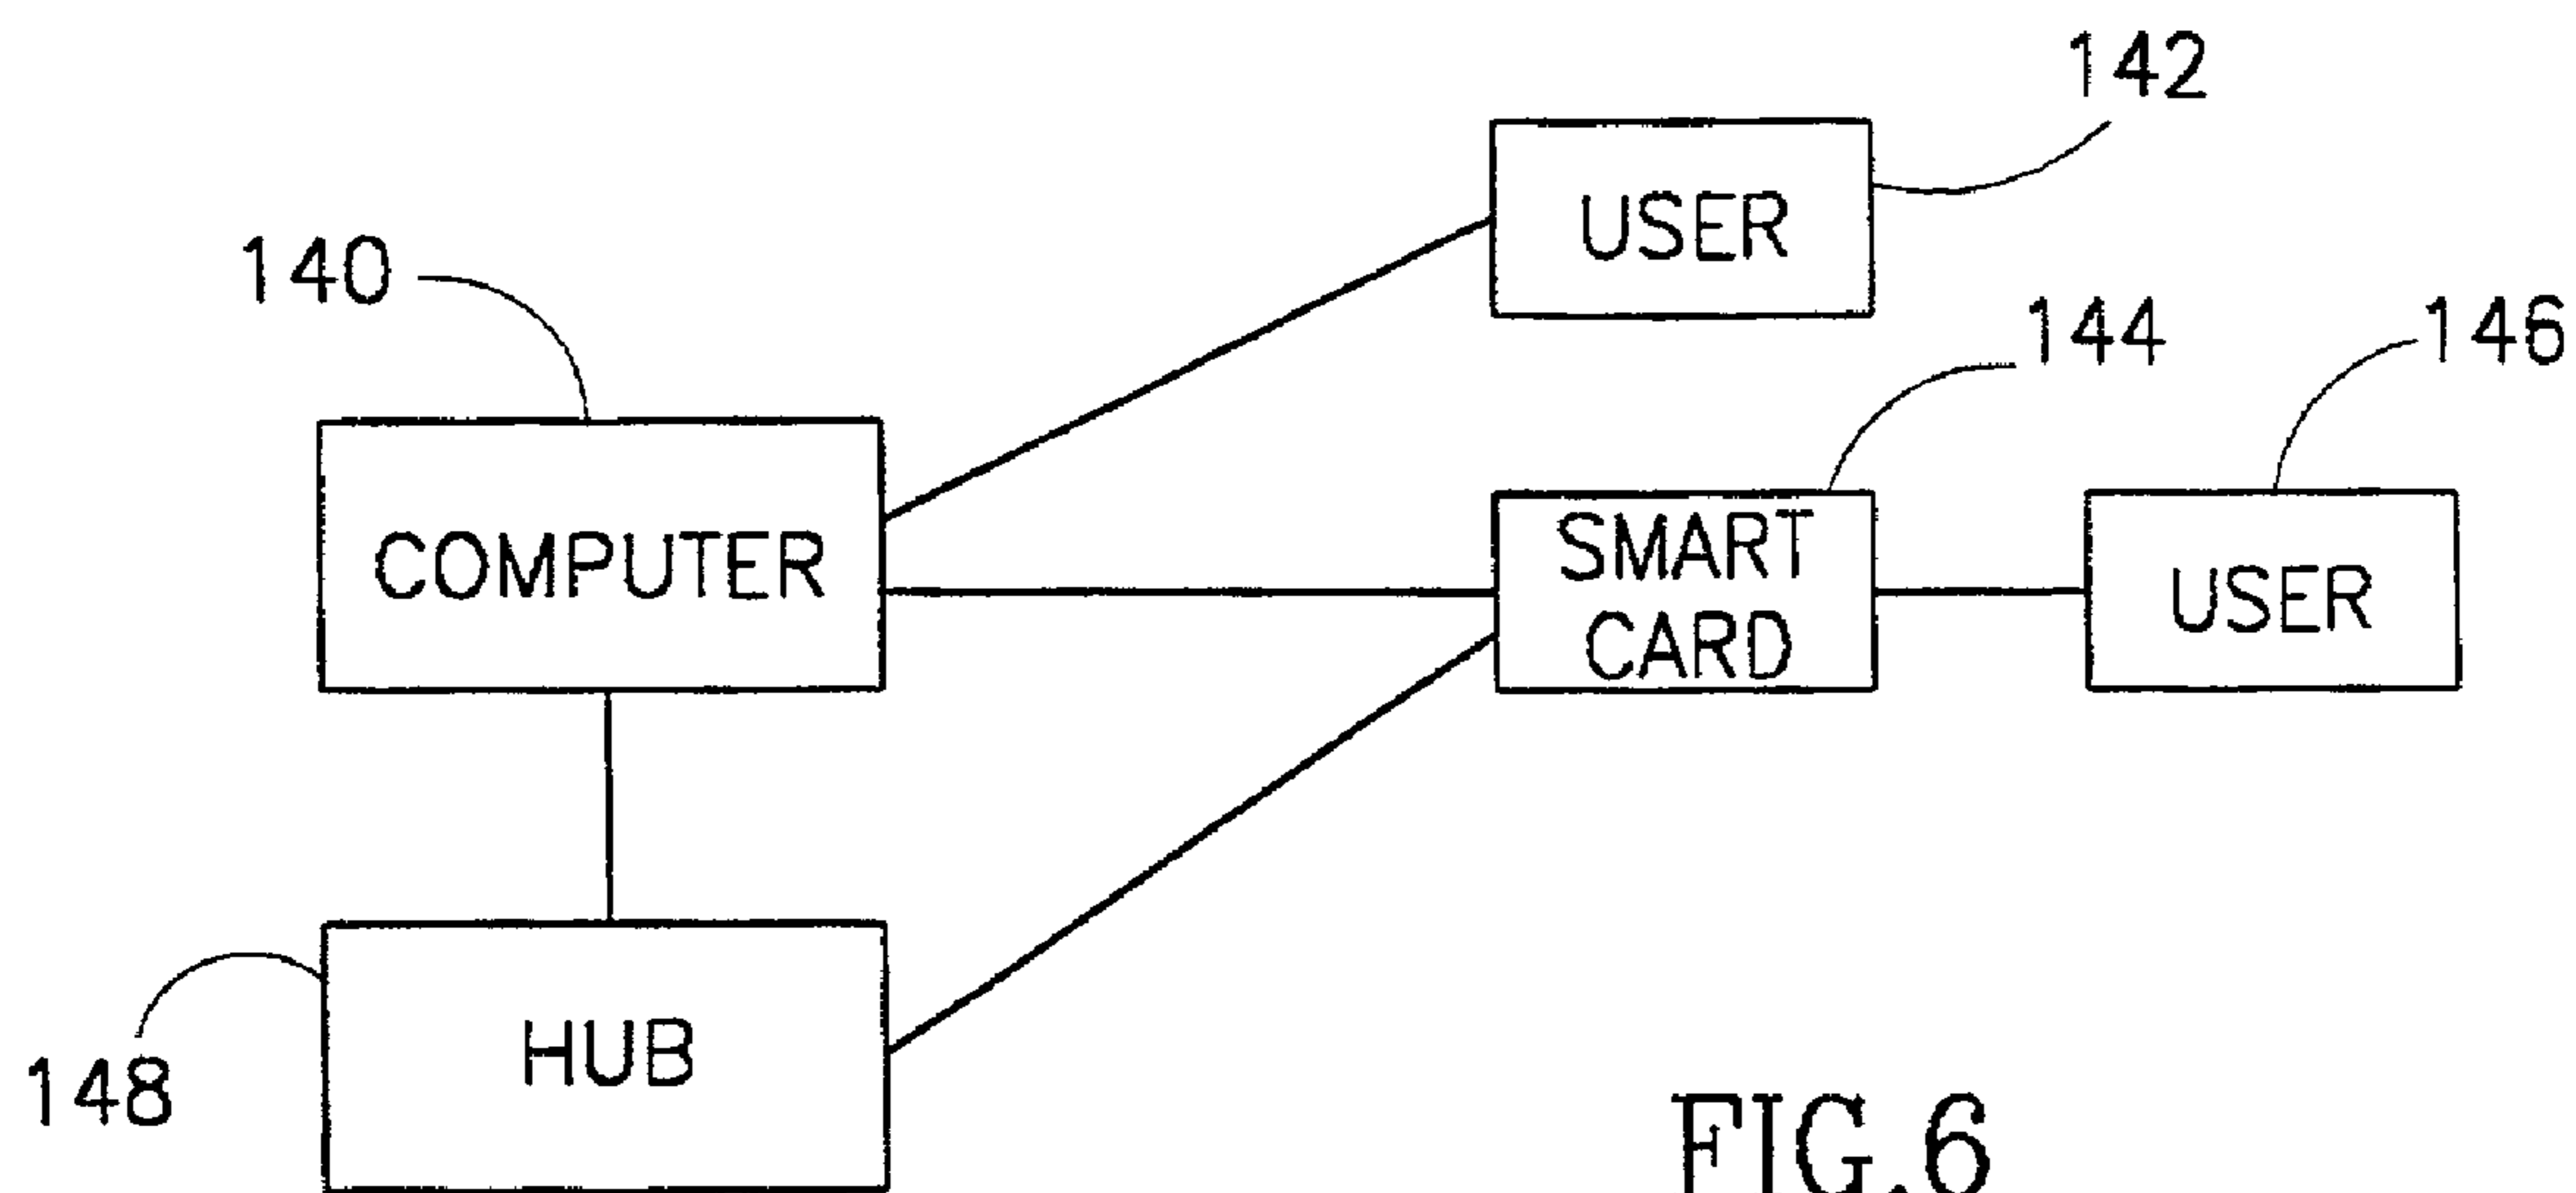 142
USER
140
144
146
COMPUTER
SMART
CARD
USER
HUB
148
FIG.6